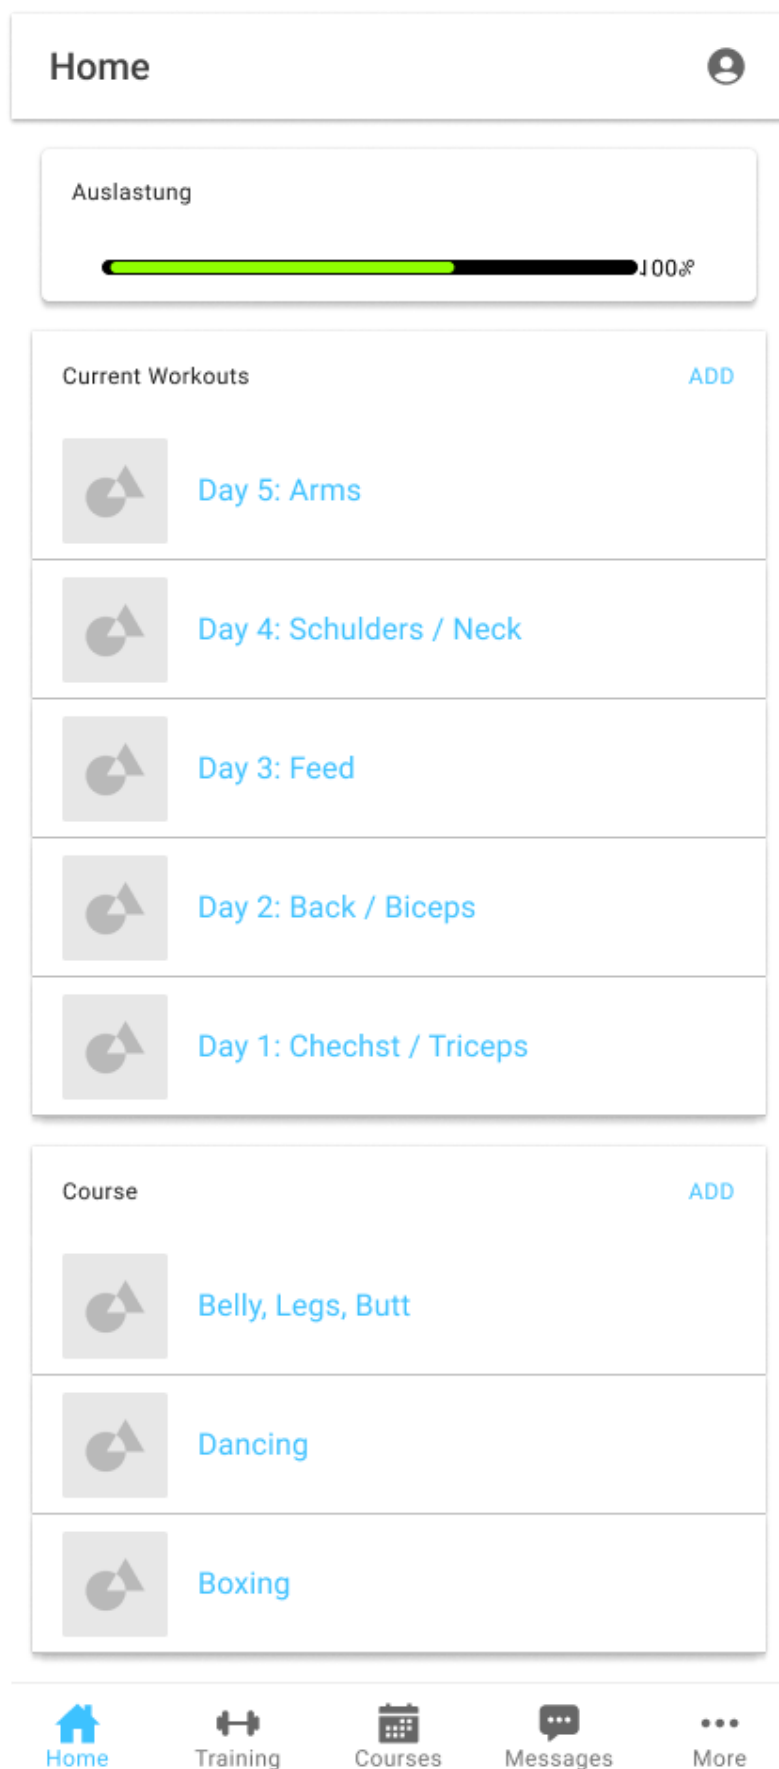 Home
Auslastung
100%
Current Workouts
ADD
Day 5: Arms
Day 4: Schulders / Neck
Day 3: Feed
Day 2: Back / Biceps
Day 1: Chechst / Triceps
Course
ADD
Belly, Legs, Butt
Dancing
Boxing
Home
Training
Courses
Messages
More